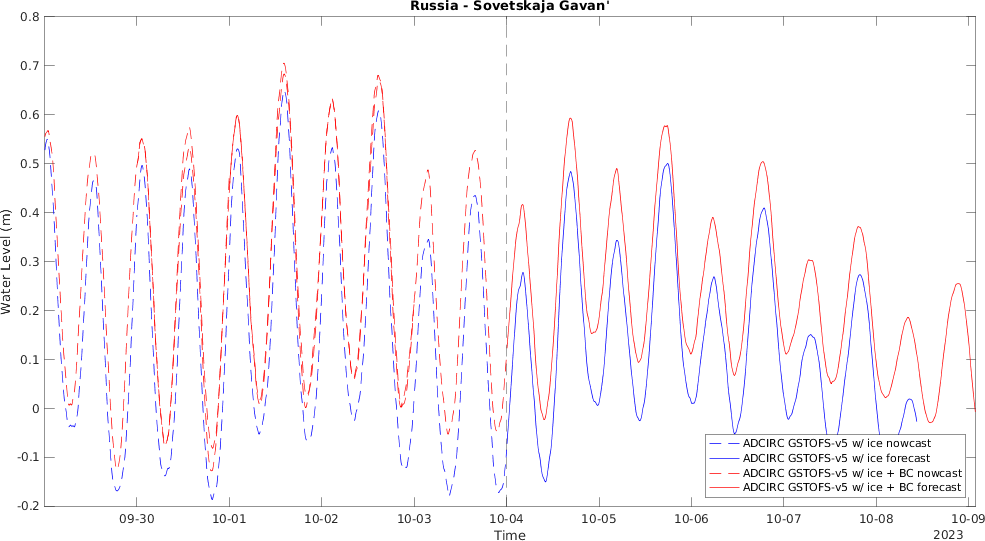 Russia - Sovetskaja Gavan'
0.8
0.7
0.6
0.5
0.4
0.3
0.2
0.1
0
-0.1
-0.2
Water Level (m)
ADCIRC GSTOFS-v5 w/ ice nowcast
ADCIRC GSTOFS-v5 w/ ice forecast
ADCIRC GSTOFS-v5 w/ ice + BC nowcast
ADCIRC GSTOFS-v5 w/ ice + BC forecast
09-30 10-01 10-02 10-03 10-04 10-05 10-06 10-07 10-08 10-09
Time
2023